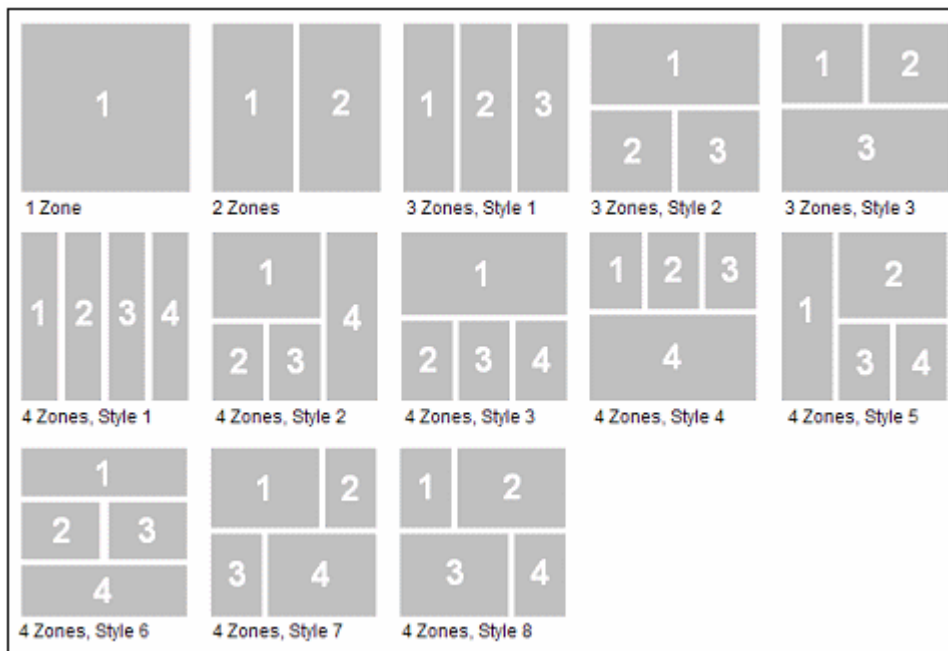 1
1 2
1 2 3
1
2 3
1 2
3
1 Zone
2 Zones
3 Zones, Style 1
3 Zones, Style 2
3 Zones, Style 3
1 2 3 4
1
2 3
4
1
2 3 4
1 2 3
4
1
2
3 4
4 Zones, Style 1
4 Zones, Style 2
4 Zones, Style 3
4 Zones, Style 4
4 Zones, Style 5
1
2 3
4
1 2
3 4
1 2
3 4
4 Zones, Style 6
4 Zones, Style 7
4 Zones, Style 8